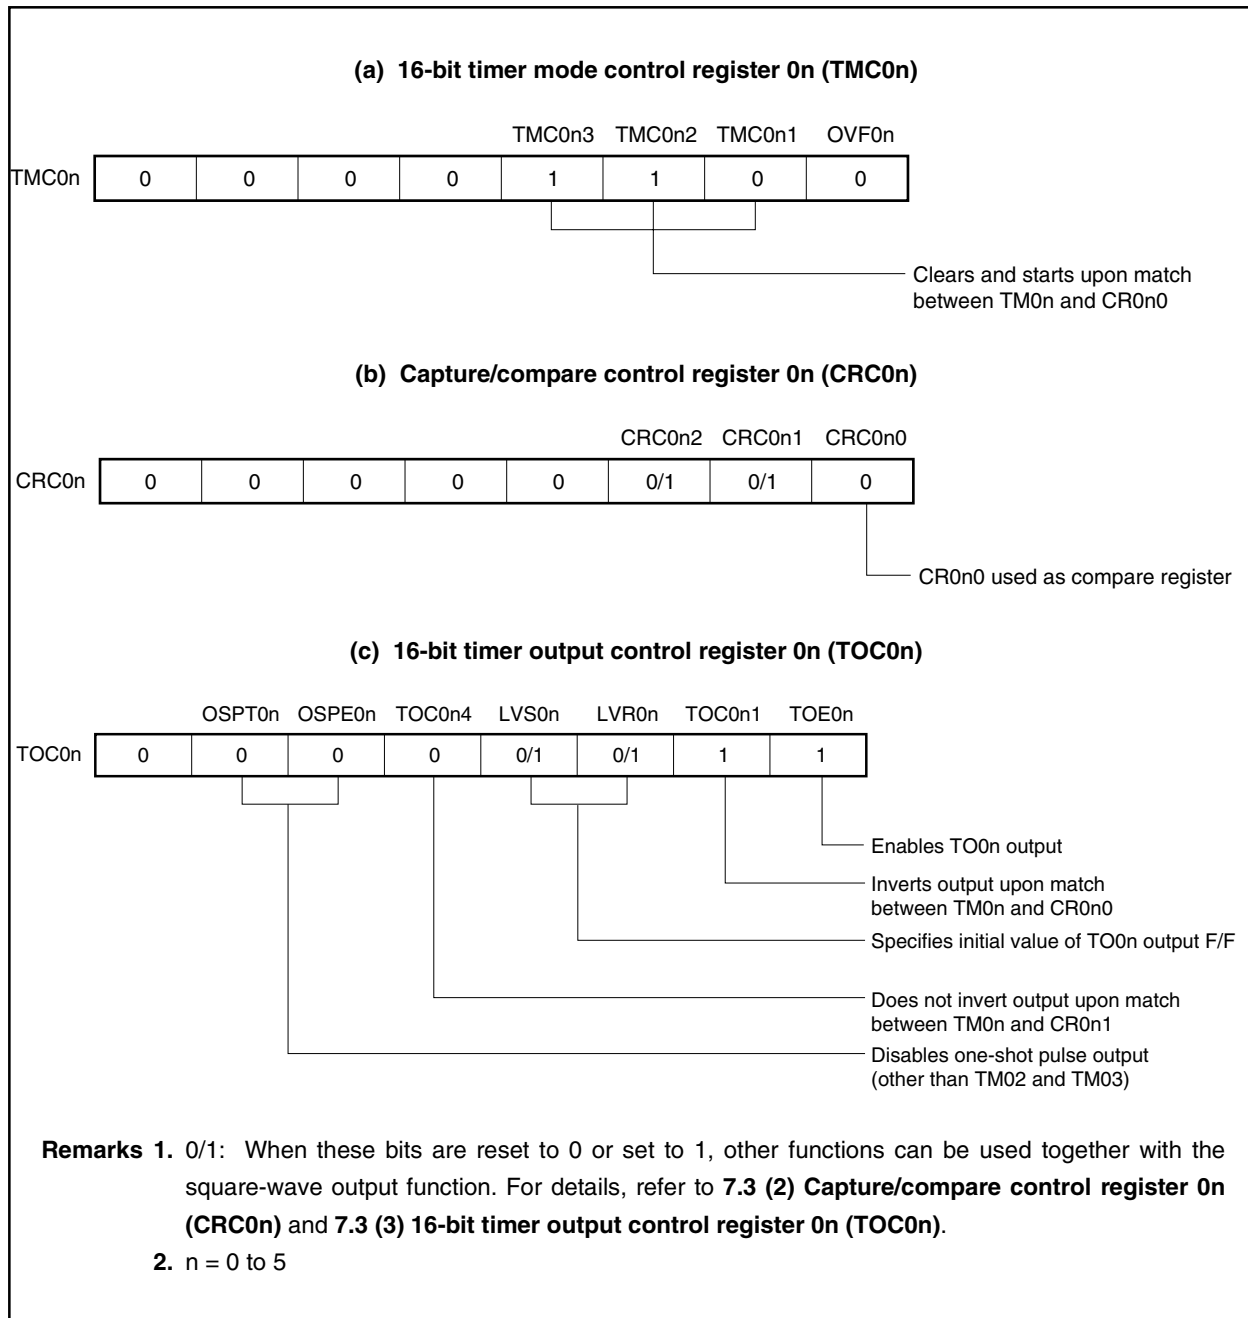 (a) 16-bit timer mode control register 0n (TMC0n)
TMC0n3 TMC0n2 TMC0n1 OVF0n
TMC0n 0 0 0 0 1 1 0 0
Clears and starts upon match
between TM0n and CR0n0
(b) Capture/compare control register 0n (CRC0n)
CRC0n2 CRC0n1 CRC0n0
CRC0n 0 0 0 0 0 0/1 0/1 0
CR0n0 used as compare register
(c) 16-bit timer output control register 0n (TOC0n)
OSPT0n OSPE0n TOC0n4 LVS0n LVR0n TOC0n1 TOE0n
TOC0n 0 0 0 0 0/1 0/1 1 1
Enables TO0n output
Inverts output upon match
between TM0n and CR0n0
Specifies initial value of TO0n output F/F
Does not invert output upon match
between TM0n and CR0n1
Disables one-shot pulse output
(other than TM02 and TM03)
Remarks 1. 0/1: When these bits are reset to 0 or set to 1, other functions can be used together with the
square-wave output function. For details, refer to 7.3 (2) Capture/compare control register 0n
(CRC0n) and 7.3 (3) 16-bit timer output control register 0n (TOC0n).
2. n = 0 to 5